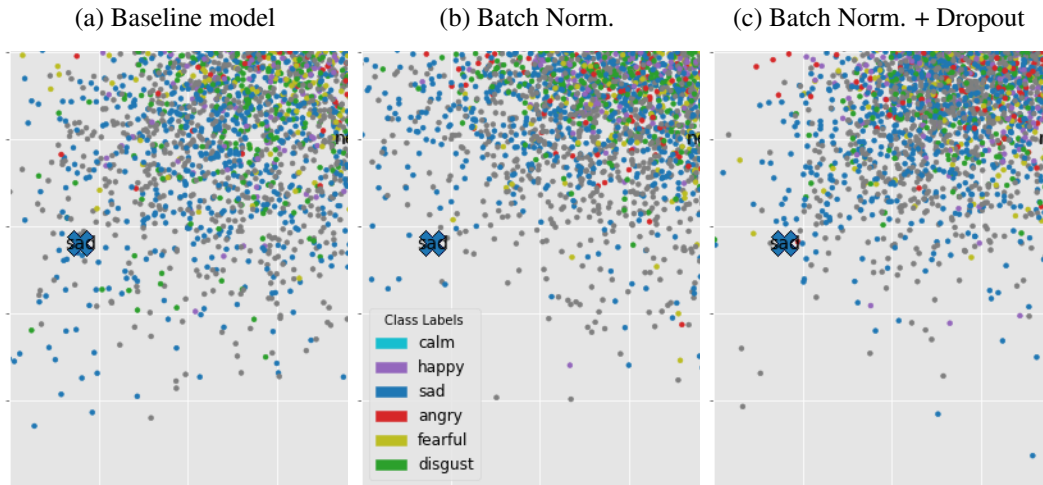 (a) Baseline model
(b) Batch Norm.
(c) Batch Norm. + Dropout
sad
sad
sad
Class Labels
calm
happy
sad
angry
fearful
disgust